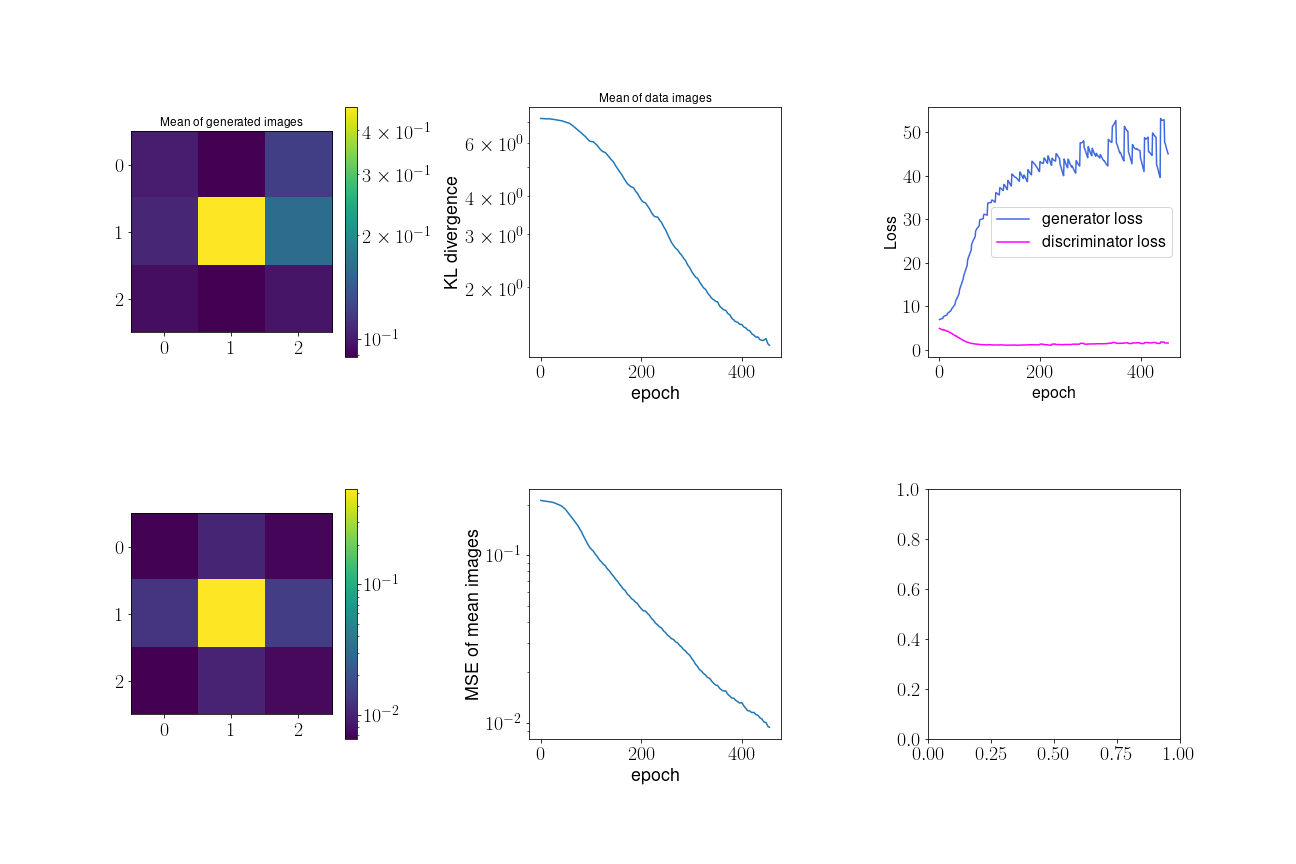 Mean of generated images
0
1
2
0 1 2
4 × 10⁻¹
3 × 10⁻¹
2 × 10⁻¹
10⁻¹
Mean of data images
KL divergence
6 × 10⁰
4 × 10⁰
3 × 10⁰
2 × 10⁰
0 200 400
epoch
Loss
50
40
30
20
10
0
generator loss
discriminator loss
0 200 400
epoch
0
1
2
0 1 2
10⁻¹
10⁻²
MSE of mean images
10⁻¹
10⁻²
0 200 400
epoch
1.0
0.8
0.6
0.4
0.2
0.0
0.00 0.25 0.50 0.75 1.00